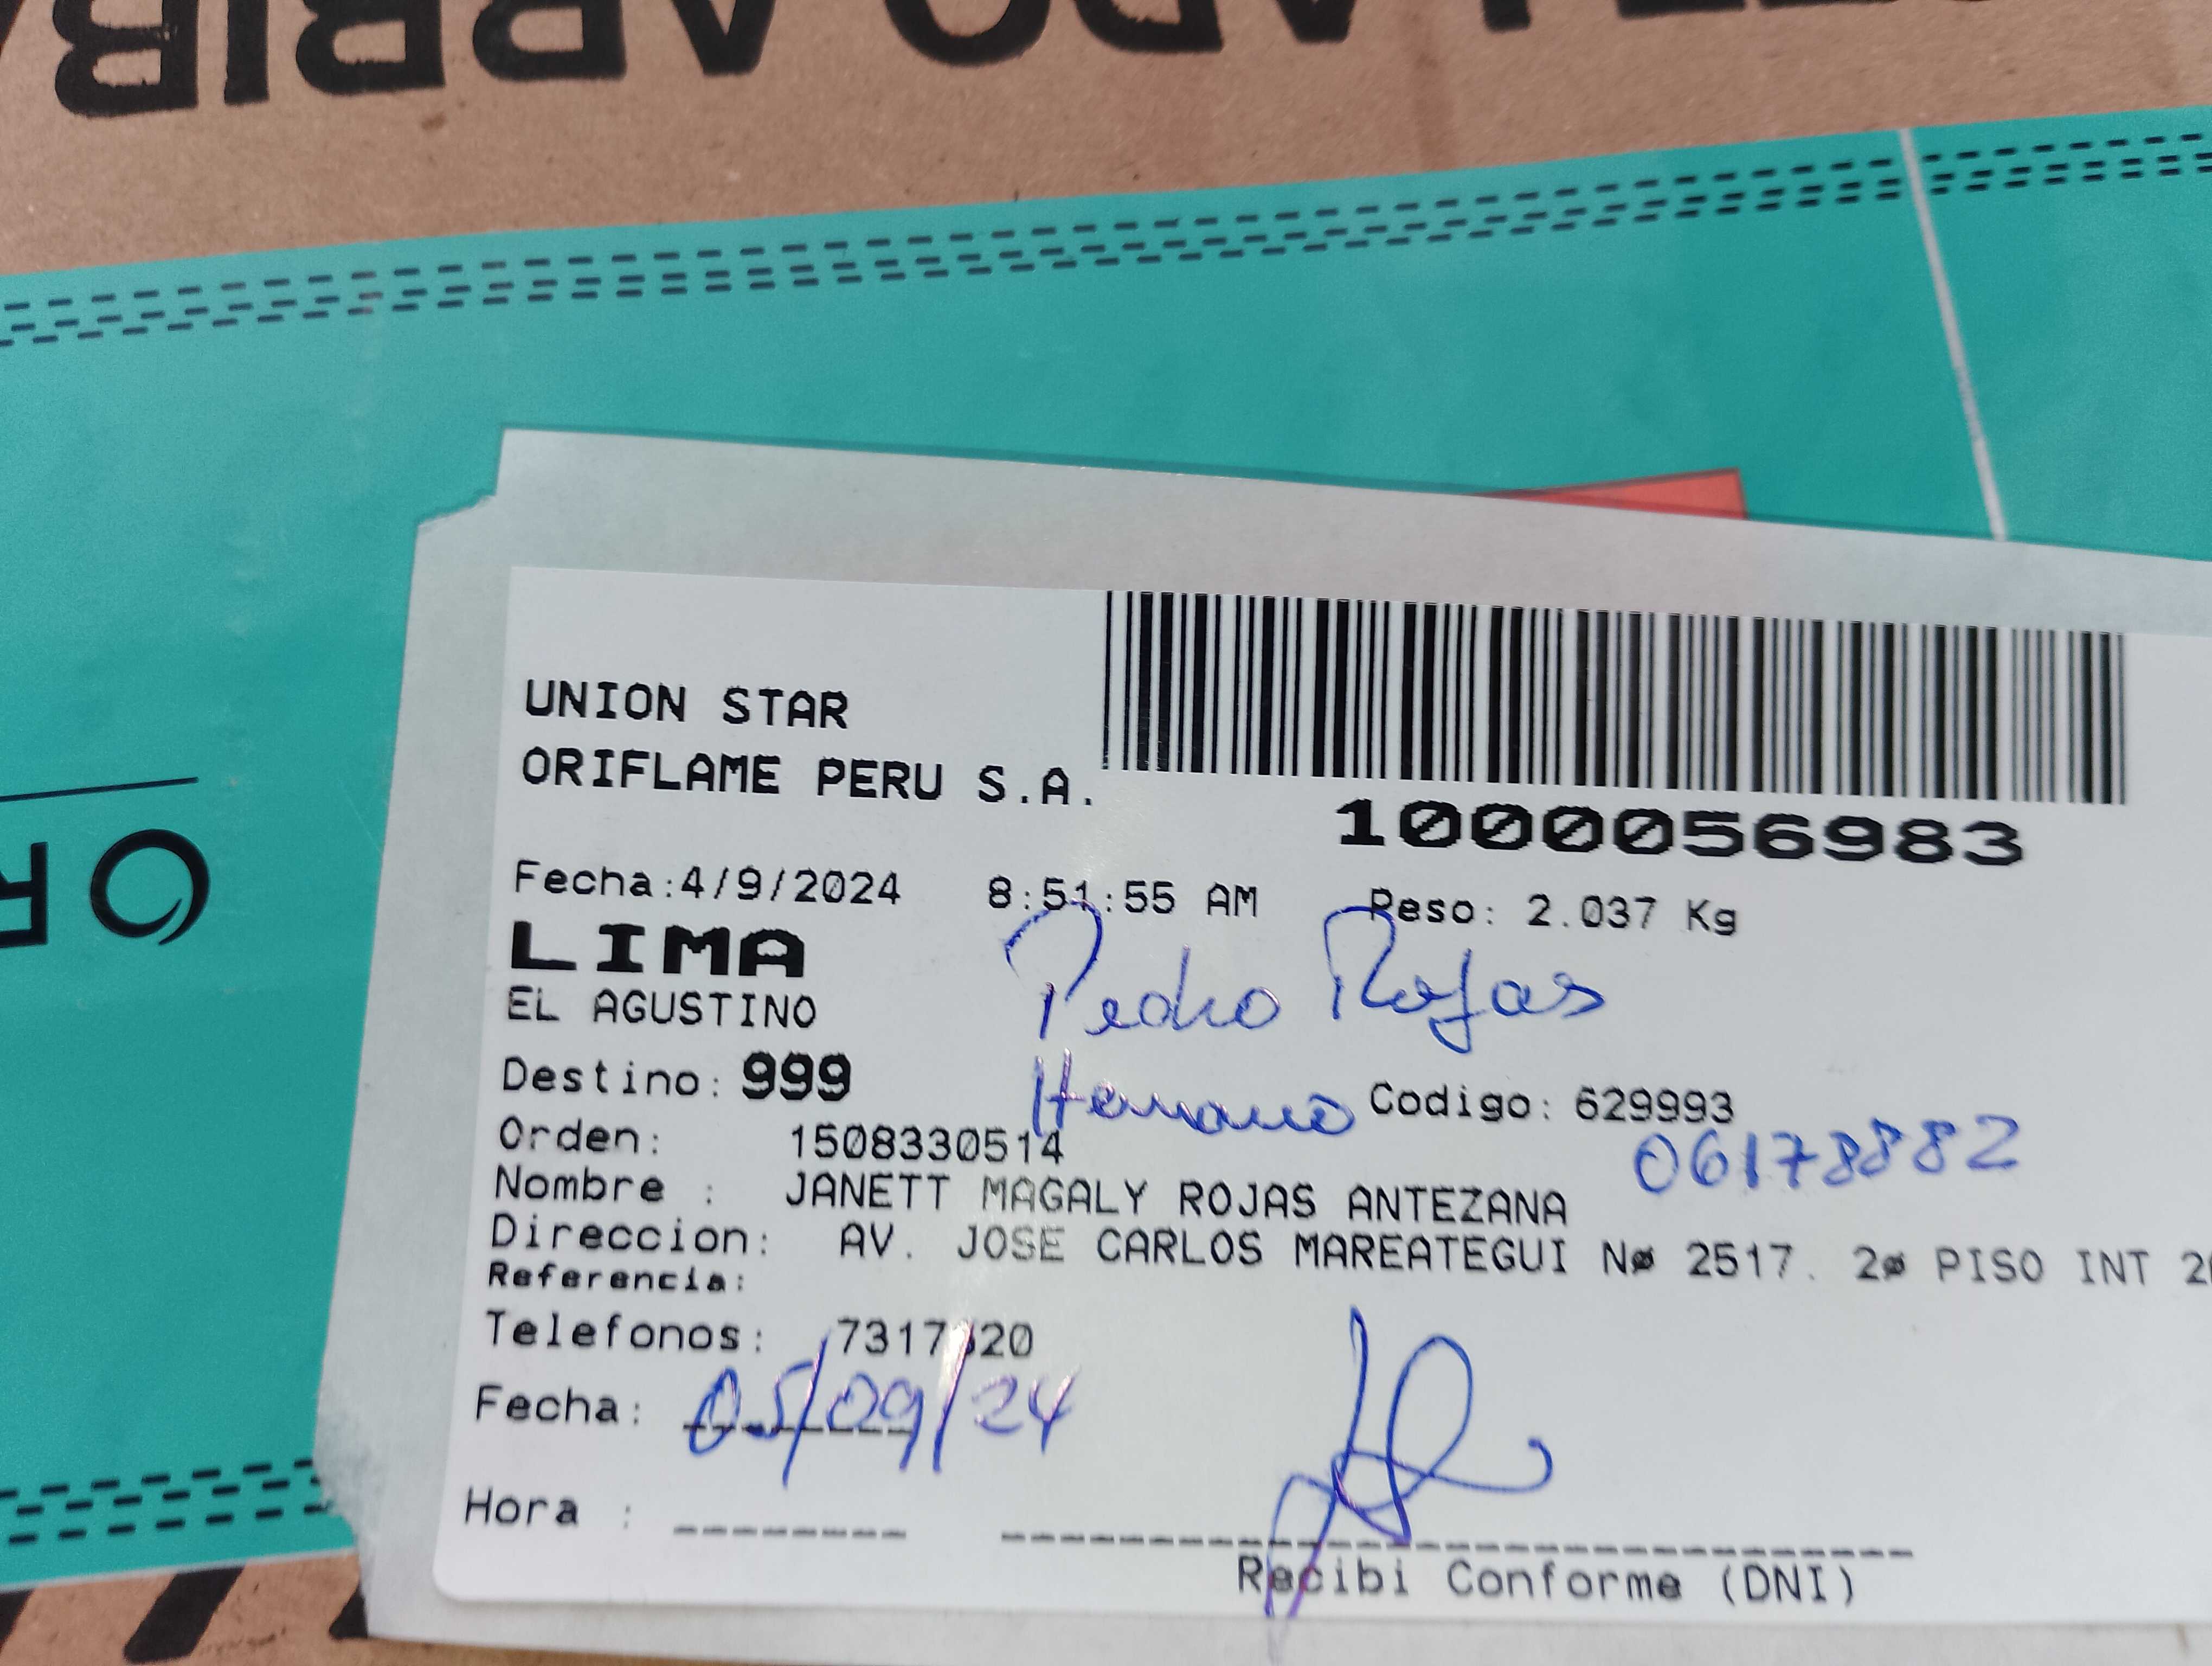 UNION STAR
ORIFLAME PERU S.A.
1000056983
Fecha:4/9/2024 8:51:55 AM Peso: 2.037 Kg
LIMA
Pedro Rojas
EL AGUSTINO
Destino: 999
Hermano Codigo: 629993
Orden: 1508330514
06178882
Nombre : JANETT MAGALY ROJAS ANTEZANA
Direccion: AV. JOSE CARLOS MAREATEGUI Nø 2517. 2ø PISO INT
Referencia:
Telefonos:
Fecha: 05/09/24
Hora :
Recibi Conforme (DNI)